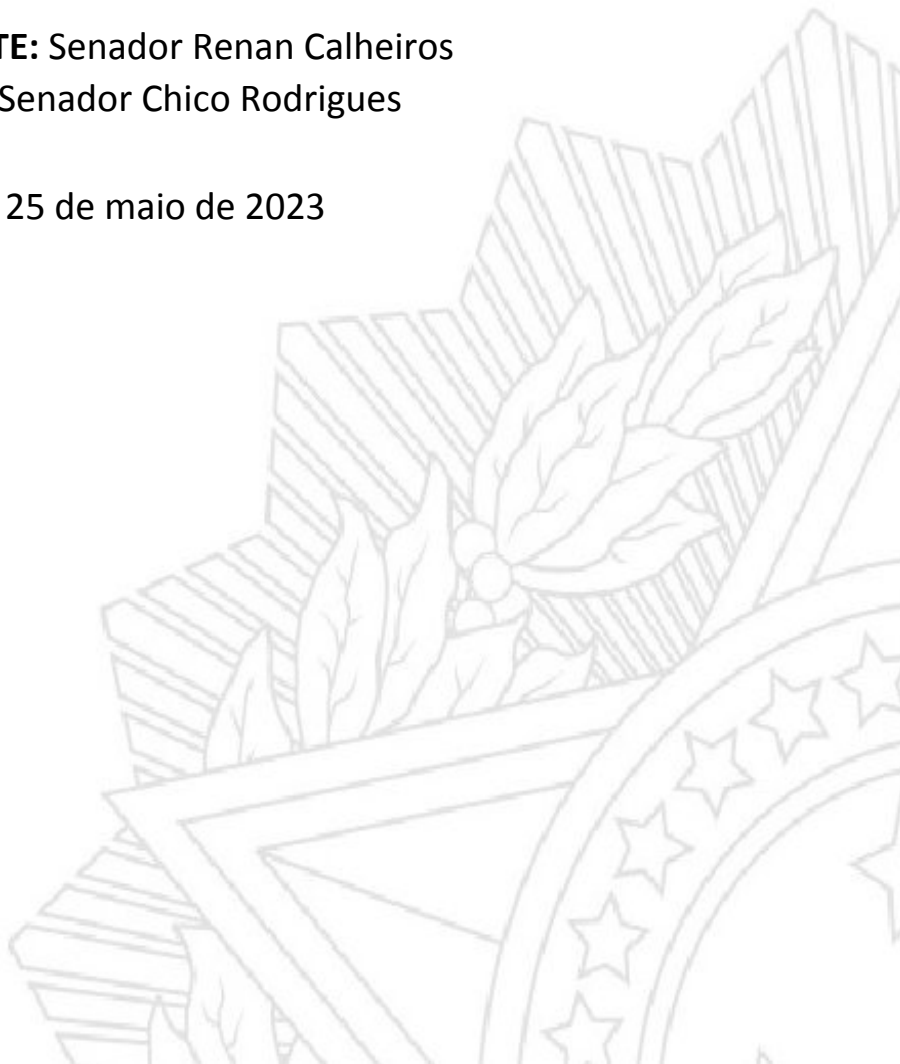 TE: Senador Renan Calheiros
Senador Chico Rodrigues
25 de maio de 2023